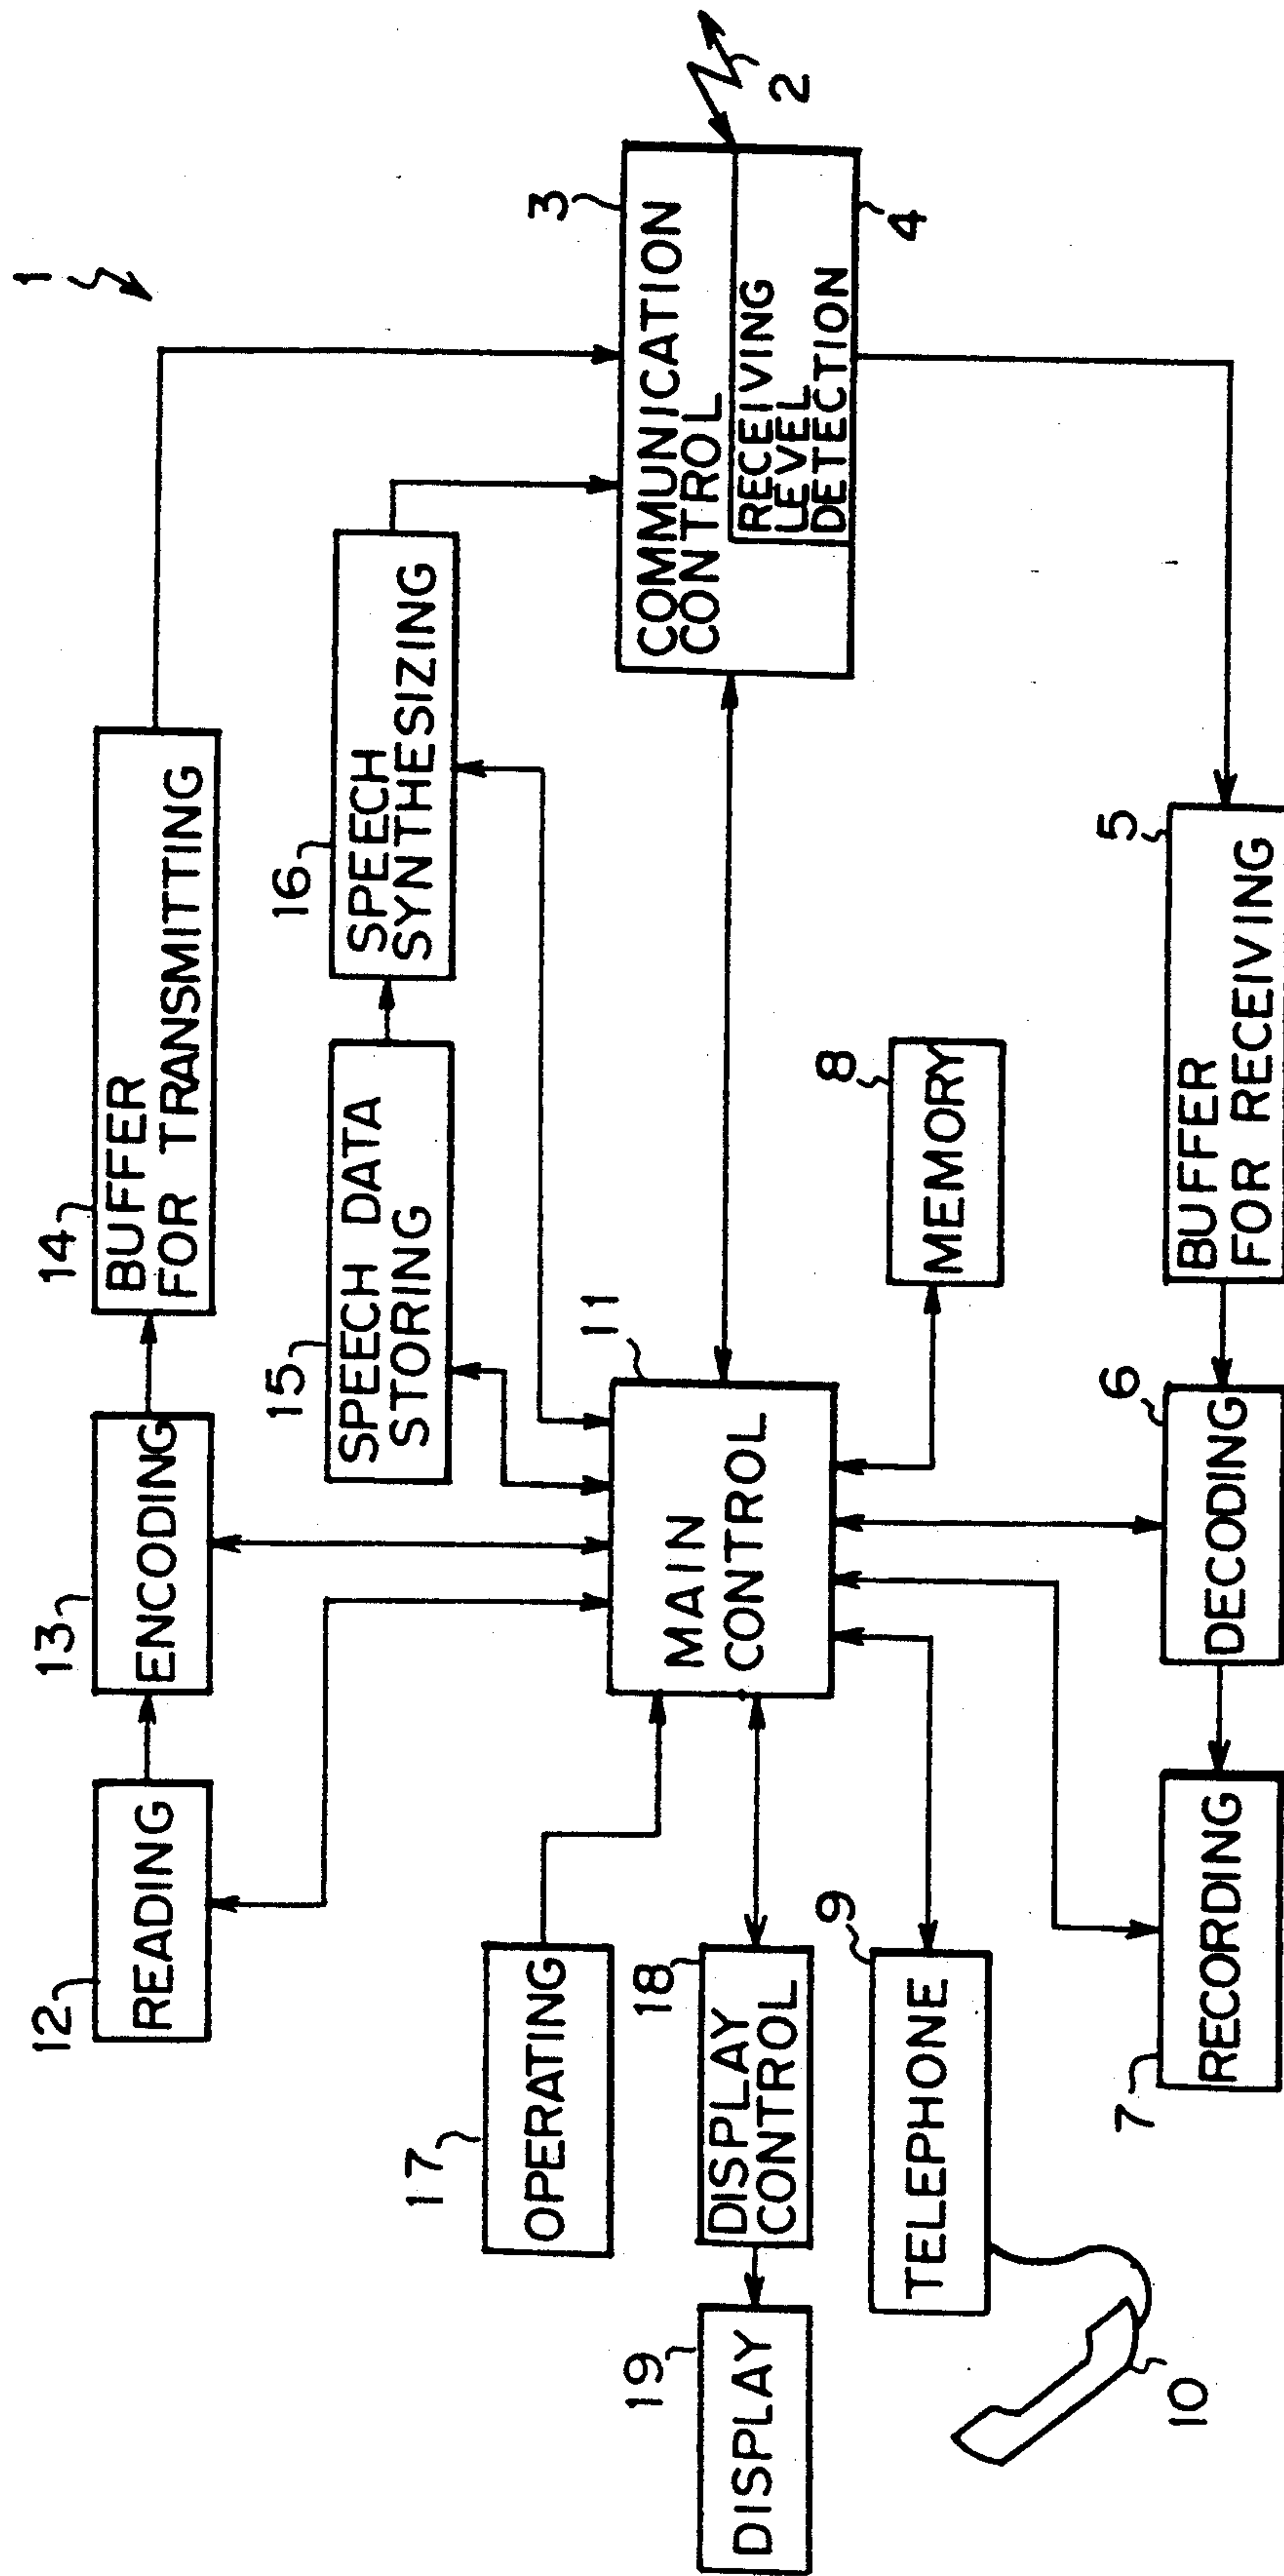 1
12
READING
13
ENCODING
14
BUFFER
FOR TRANSMITTING
15
SPEECH DATA
STORING
16
SPEECH
SYNTHESIZING
17
OPERATING
11
MAIN
CONTROL
3
COMMUNICATION
CONTROL
RECEIVING
LEVEL
DETECTION
4
2
19
DISPLAY
18
DISPLAY
CONTROL
9
TELEPHONE
10
8
MEMORY
7
RECORDING
6
DECODING
5
BUFFER
FOR RECEIVING